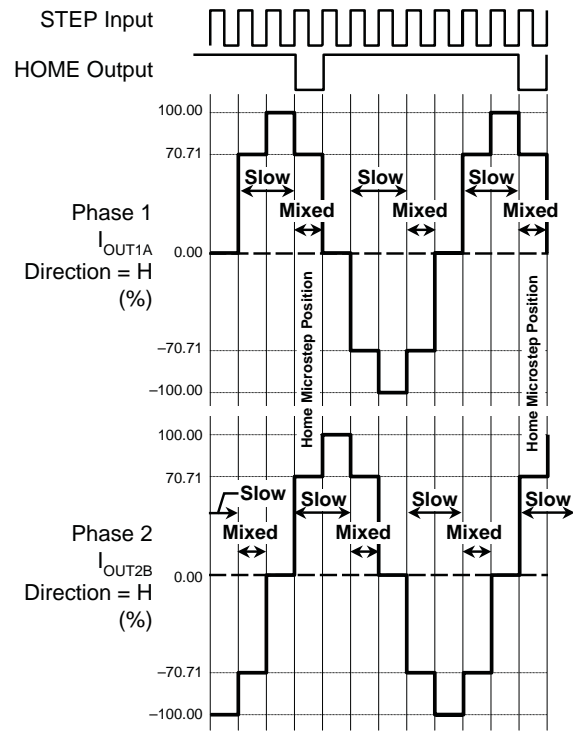 STEP Input
HOME Output
100.00
70.71
Slow
Slow
Slow
Mixed
Mixed
Mixed
Phase 1
IOUT1A
Direction = H
(%)
0.00
Home Microstep Position
Home Microstep Position
–70.71
–100.00
100.00
70.71
Slow
Slow
Slow
Slow
Mixed
Mixed
Mixed
Phase 2
IOUT2B
Direction = H
(%)
0.00
–70.71
–100.00